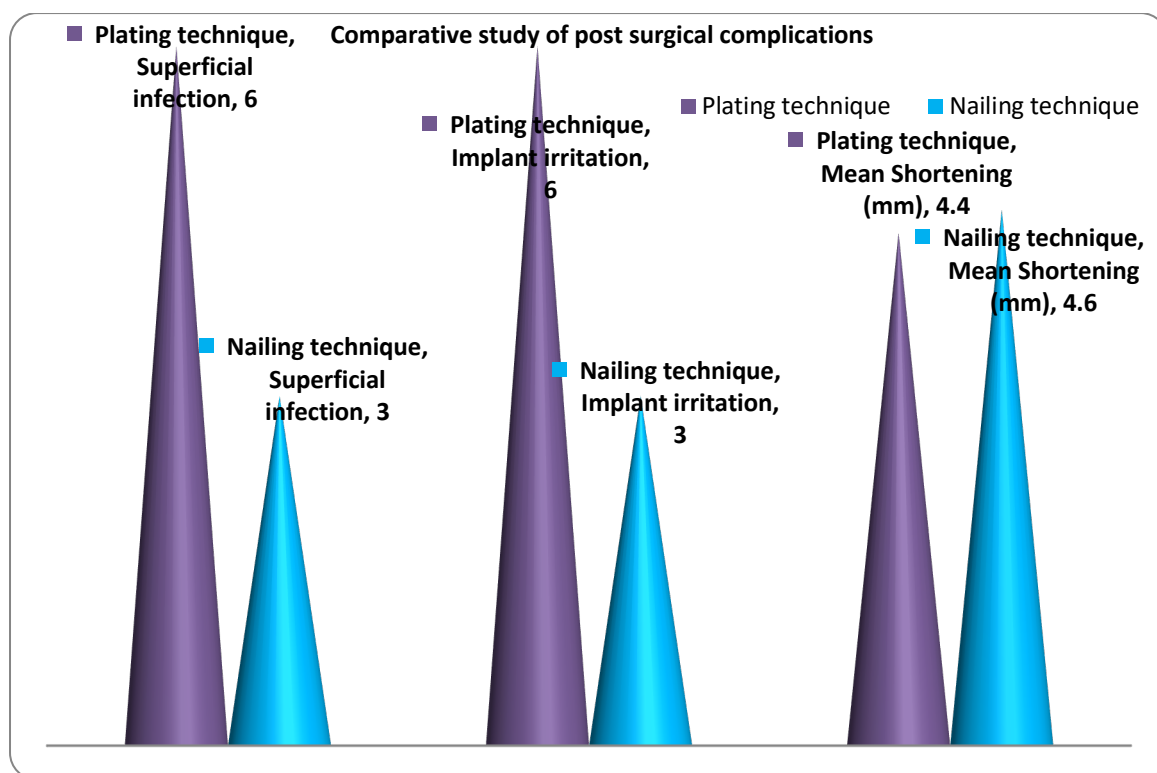 Comparative study of post surgical complications
Plating technique,
Superficial
infection, 6
Plating technique
Nailing technique
Plating technique,
Implant irritation,
6
Plating technique,
Mean Shortening
(mm), 4.4
Nailing technique,
Mean Shortening
(mm), 4.6
Nailing technique,
Superficial
infection, 3
Nailing technique,
Implant irritation,
3